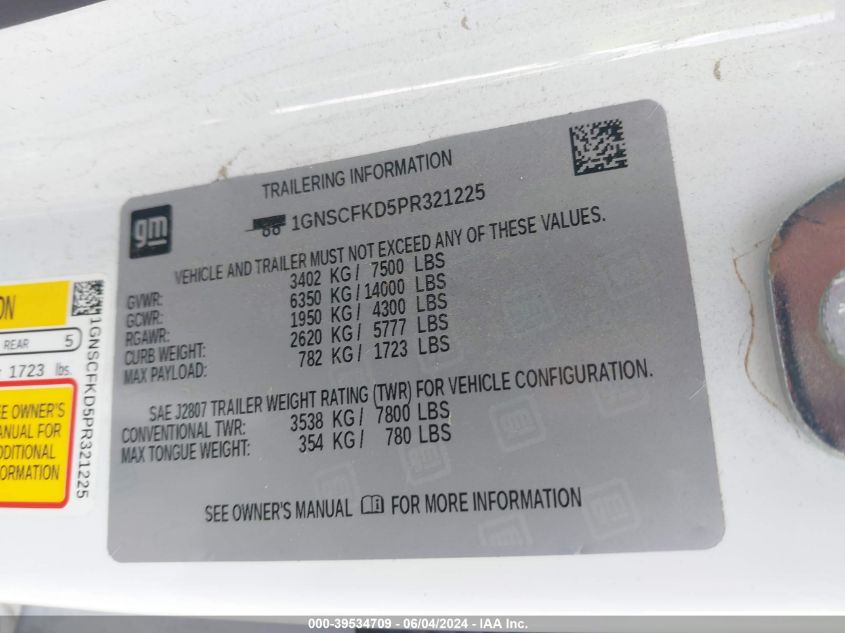 TRAILERING INFORMATION
gm
1GNSCFKD5PR321225
VEHICLE AND TRAILER MUST NOT EXCEED ANY OF THESE VALUES.
GVWR: 3402 KG / 7500 LBS
GCWR: 6350 KG / 14000 LBS
RGAWR: 1950 KG / 4300 LBS
CURB WEIGHT: 2620 KG / 5777 LBS
MAX PAYLOAD: 782 KG / 1723 LBS
SAE J2807 TRAILER WEIGHT RATING (TWR) FOR VEHICLE CONFIGURATION.
CONVENTIONAL TWR: 3538 KG / 7800 LBS
MAX TONGUE WEIGHT: 354 KG / 780 LBS
SEE OWNER'S MANUAL FOR MORE INFORMATION
REAR 5
1723 lbs.
OWNER'S
FOR
INFORMATION
1GNSCFKD5PR321225
000-39534709 - 06/04/2024 - IAA Inc.